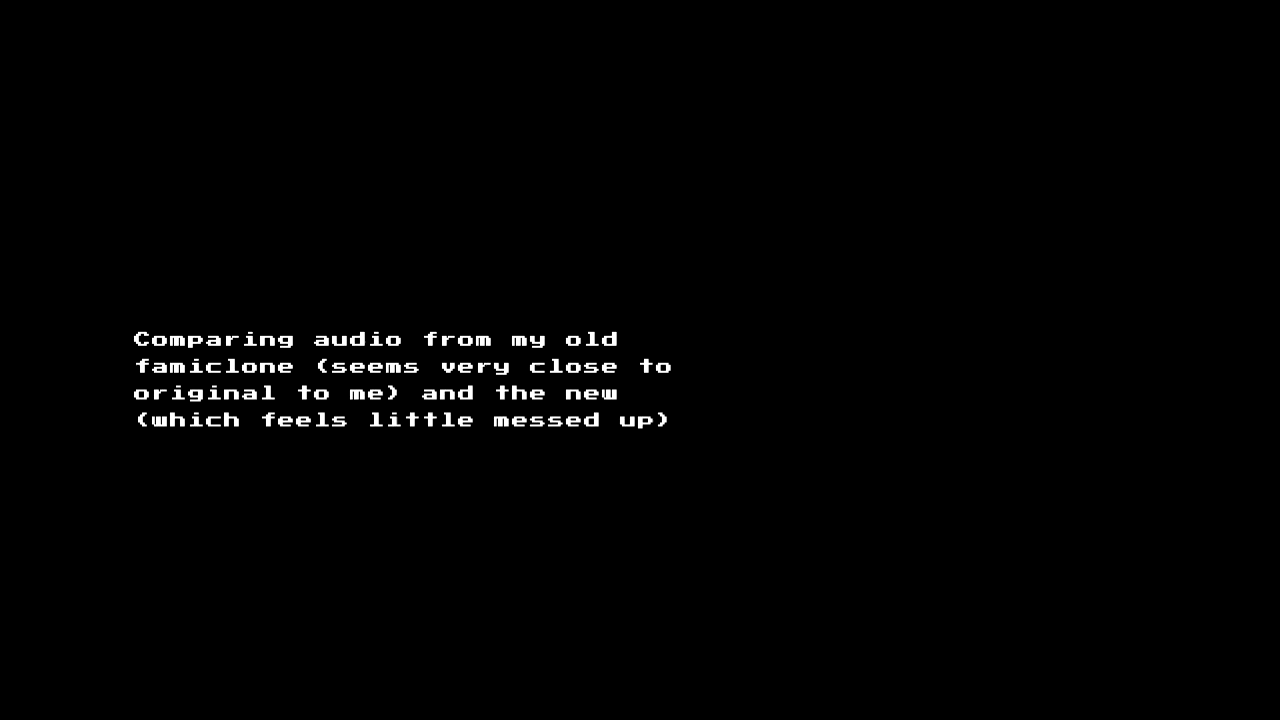 Comparing audio from my old
famiclone (seems very close to
original to me) and the new
(which feels little messed up)